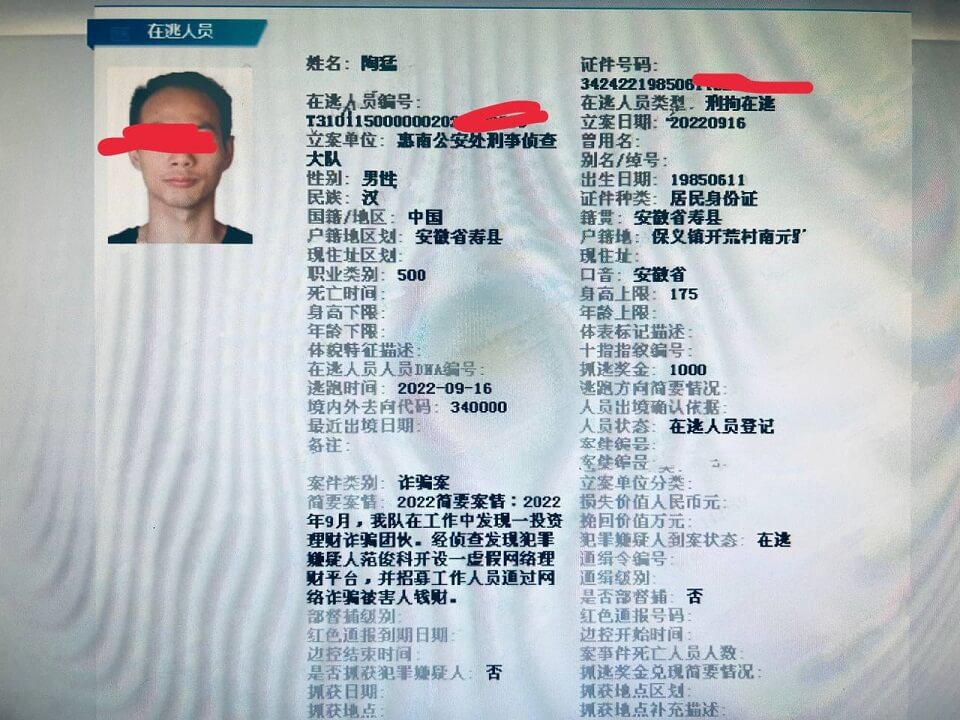 在逃人员
姓名: 陶猛
在逃人员编号:
T310115000000202
立案单位: 惠南公安处刑事侦查
大队
性别: 男性
民族: 汉
国籍/地区: 中国
户籍地区划: 安徽省寿县
现住址区划:
职业类别: 500
死亡时间:
身高下限:
年龄下限:
体貌特征描述:
在逃人员人员DNA编号:
逃跑时间: 2022-09-16
境内外去向代码: 340000
最近出境日期:
备注:
案件类别: 诈骗案
简要案情: 2022简要案情：2022
年9月，我队在工作中发现一投资
理财诈骗团伙。经侦查发现犯罪
嫌疑人范俊科开设一虚假网络理
财平台，并招募工作人员通过网
络诈骗被害人钱财。
部督捕级别:
红色通报到期日期:
边控结束时间:
是否抓获犯罪嫌疑人: 否
抓获日期:
抓获地点:
证件号码:
34242219850611
在逃人员类型: 刑拘在逃
立案日期: 20220916
曾用名:
别名/绰号:
出生日期: 19850611
证件种类: 居民身份证
籍贯: 安徽省寿县
户籍地: 保义镇开荒村南元
现住址:
口音: 安徽省
身高上限: 175
年龄上限:
体表标记描述:
十指指纹编号:
抓逃奖金: 1000
逃跑方向简要情况:
人员出境确认依据:
人员状态: 在逃人员登记
案件编号:
案件编号
立案单位分类:
损失价值人民币元:
挽回价值万元:
犯罪嫌疑人到案状态: 在逃
通缉令编号:
通缉级别:
是否部督捕: 否
红色通报号码:
边控开始时间:
案事件死亡人员人数:
抓逃奖金兑现简要情况:
抓获地点区划:
抓获地点补充描述: